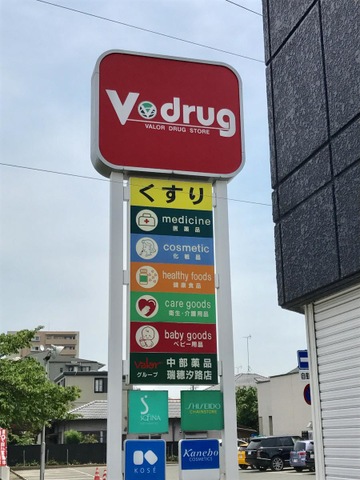 V drug
VALOR DRUG STORE
くすり
medicine
医薬品
cosmetic
化粧品
healthy foods
健康食品
care goods
衛生・介護用品
baby goods
ベビー用品
Valor
グループ
中部薬品
瑞穂汐路店
SHISEIDO
KOSÉ
Kanebo
COSMETICS